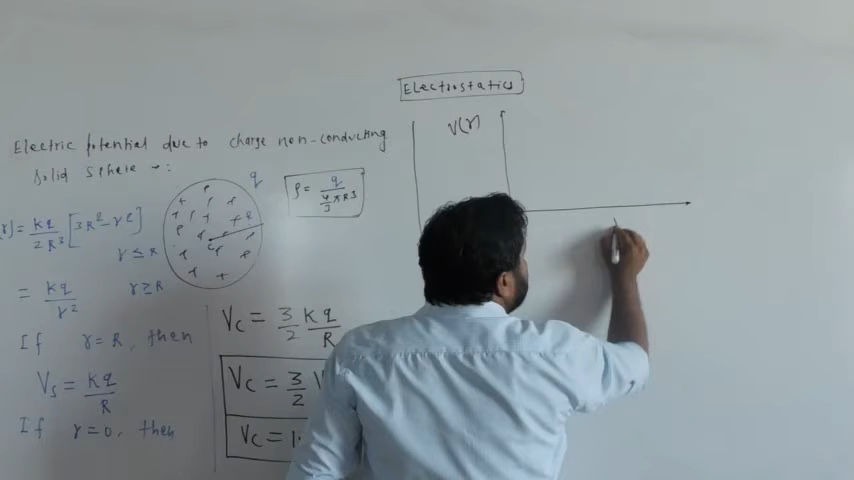 Electrostatics
Electric potential due to charge non-conducting
solid sphere →:
q
ρ = q / (4/3 πR3)
V(r)
(r) = kq / 2R3 [3R2 - r2]
r ≤ R
R
C
= kq / r2
r ≥ R
If r = R, then
Vs = kq / R
If r = 0, then
Vc = 3/2 kq / R
Vc = 3/2 V
Vc = 1.